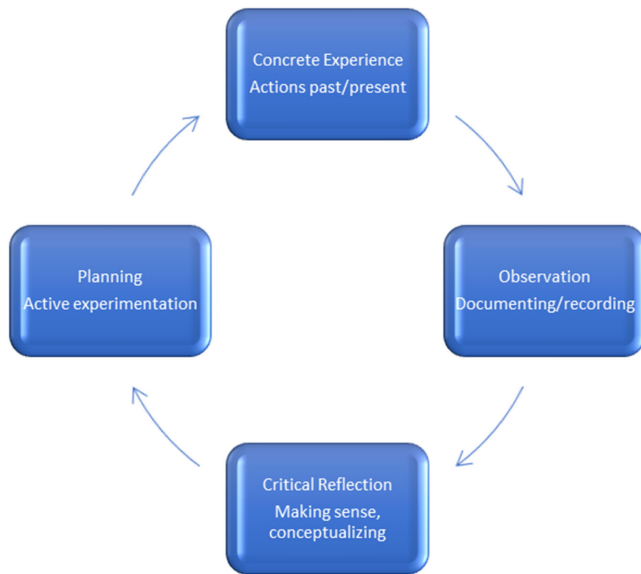 Concrete Experience
Actions past/present
Observation
Documenting/recording
Critical Reflection
Making sense,
conceptualizing
Planning
Active experimentation